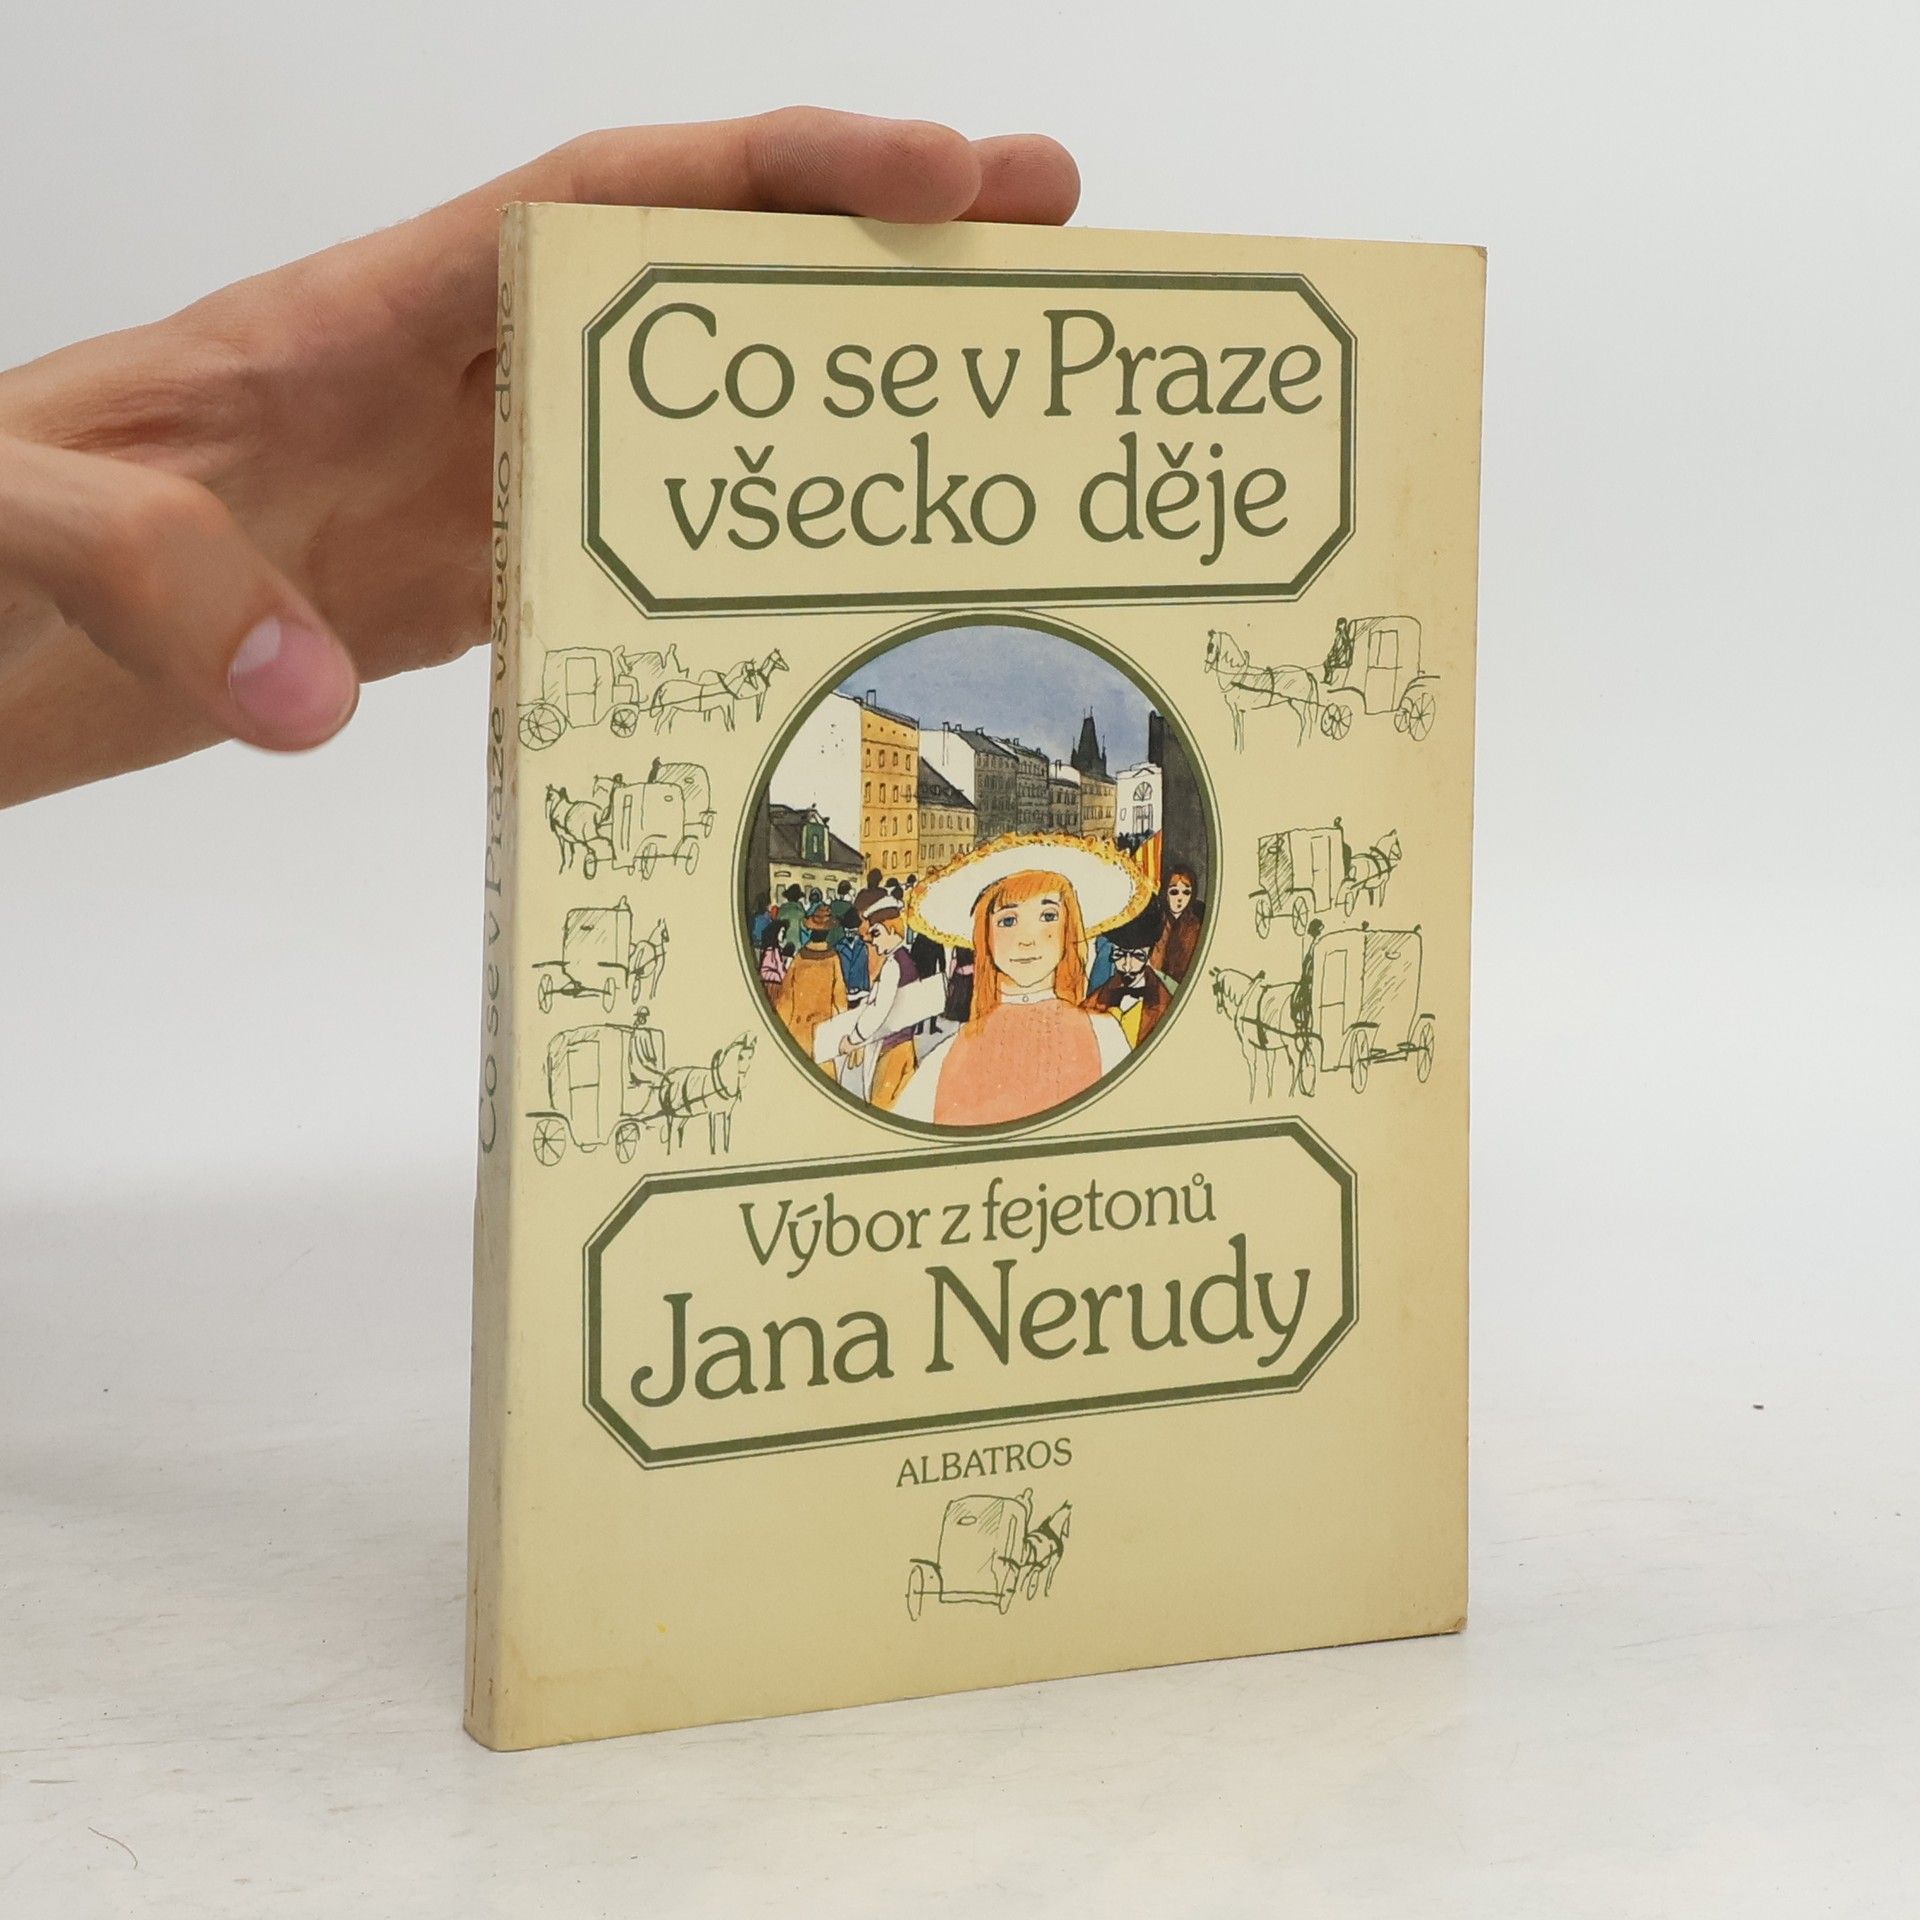 Co se v Praze
všecko děje
Výbor z fejetonů
Jana Nerudy
ALBATROS
Co se v Praze všecko děje